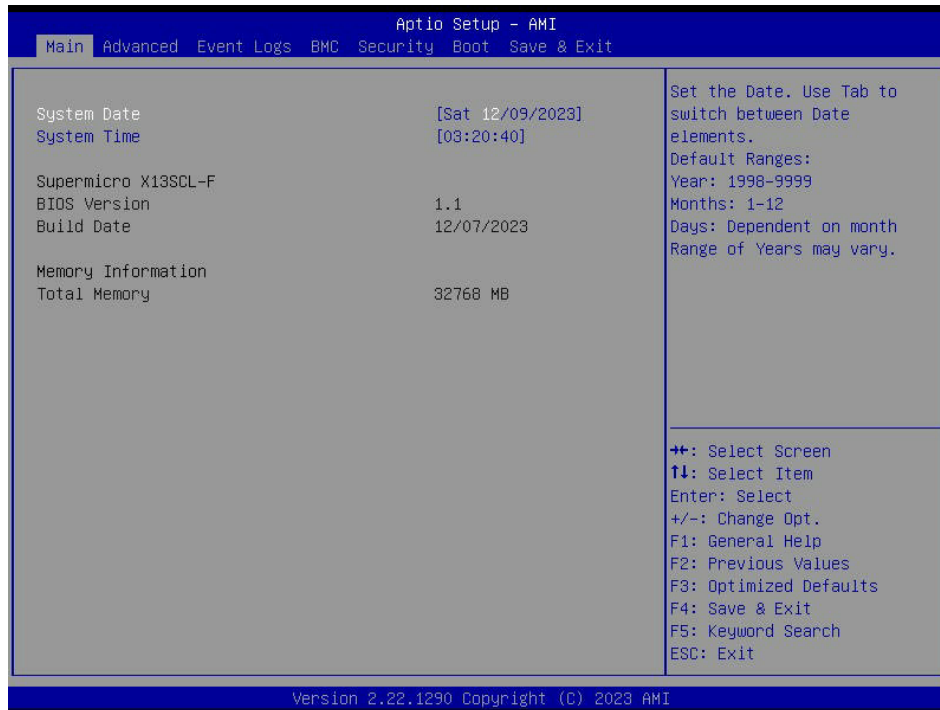 Aptio Setup – AMI
Main Advanced Event Logs BMC Security Boot Save & Exit
System Date [Sat 12/09/2023]
System Time [03:20:40]
Supermicro X13SCL-F
BIOS Version 1.1
Build Date 12/07/2023
Memory Information
Total Memory 32768 MB
Set the Date. Use Tab to
switch between Date
elements.
Default Ranges:
Year: 1998-9999
Months: 1-12
Days: Dependent on month
Range of Years may vary.
→←: Select Screen
↑↓: Select Item
Enter: Select
+/-: Change Opt.
F1: General Help
F2: Previous Values
F3: Optimized Defaults
F4: Save & Exit
F5: Keyword Search
ESC: Exit
Version 2.22.1290 Copyright (C) 2023 AMI